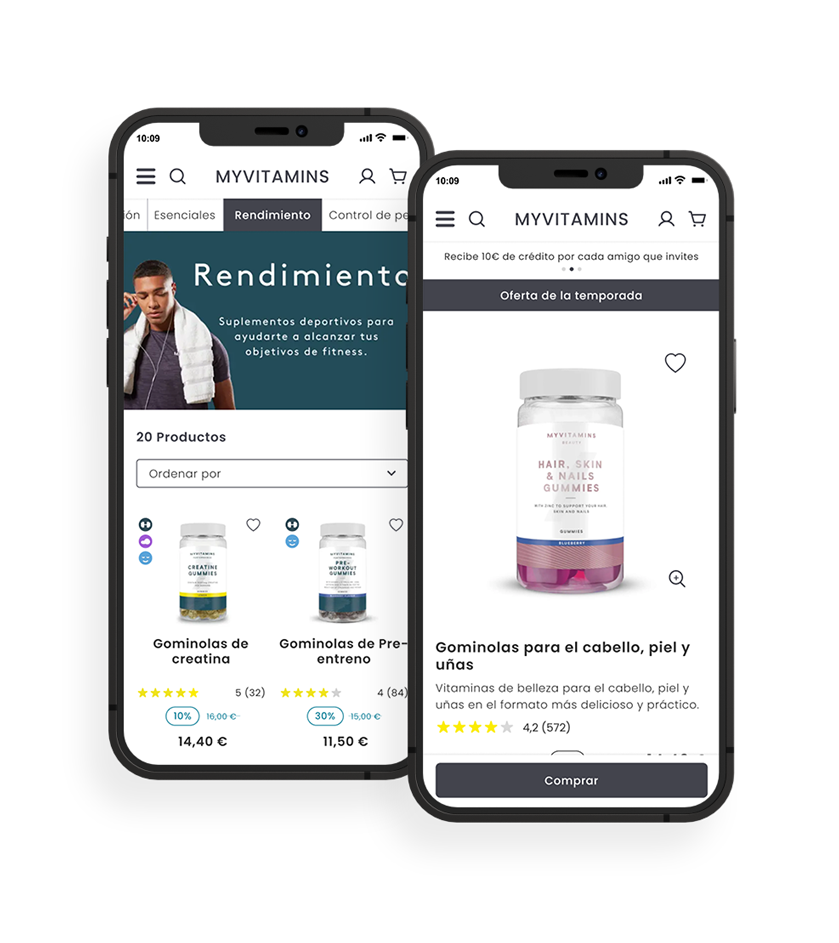 10:09
MYVITAMINS
ión Esenciales Rendimiento Control de pe
Rendimiento
Suplementos deportivos para
ayudarte a alcanzar tus
objetivos de fitness.
20 Productos
Ordenar por
MYVITAMINS
CREATINE
GUMMIES
MYVITAMINS
PRE-
WORKOUT
GUMMIES
Gominolas de
creatina
5 (32)
10% 16,00 €
14,40 €
Gominolas de Pre-
entreno
4 (84)
30% 15,00 €
11,50 €
10:09
MYVITAMINS
Recibe 10€ de crédito por cada amigo que invites
Oferta de la temporada
MYVITAMINS
BEAUTY
HAIR, SKIN
& NAILS
GUMMIES
WITH ZINC TO SUPPORT YOUR HAIR,
SKIN AND NAILS
GUMMIES
BLUEBERRY
Gominolas para el cabello, piel y
uñas
Vitaminas de belleza para el cabello, piel y
uñas en el formato más delicioso y práctico.
4,2 (572)
Comprar